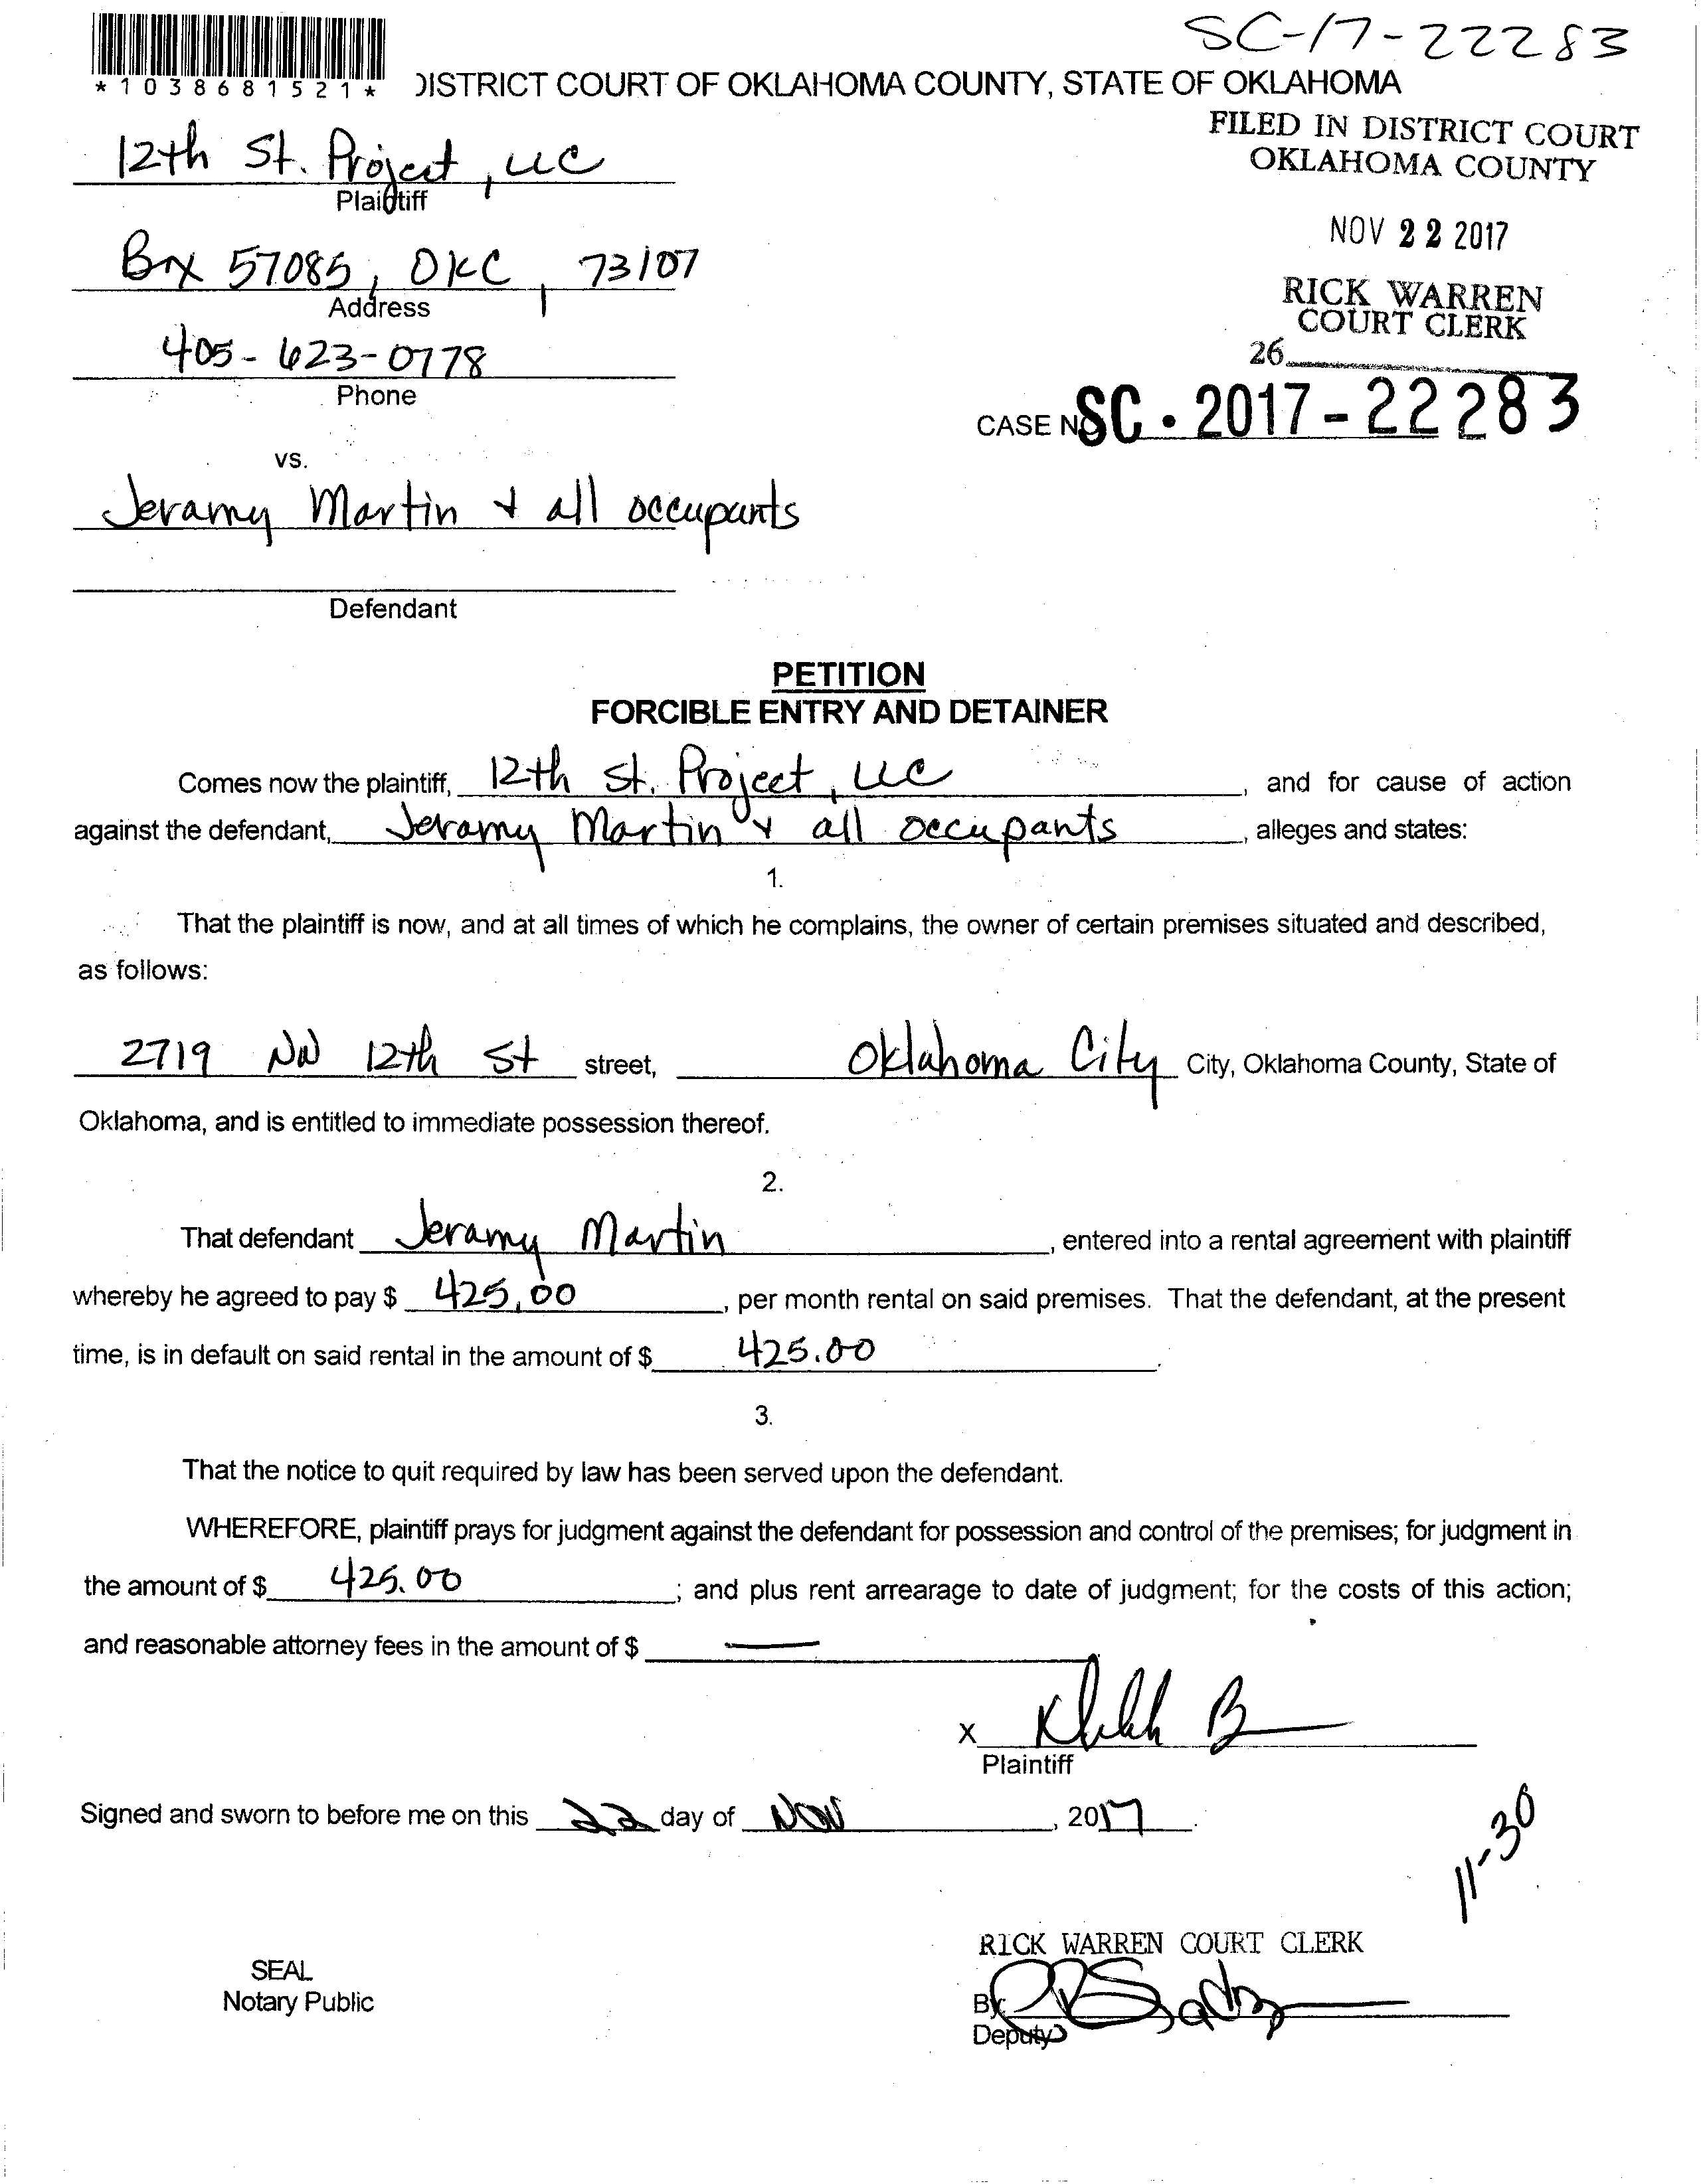 SC-17-22283
*1038681521*
DISTRICT COURT OF OKLAHOMA COUNTY, STATE OF OKLAHOMA
FILED IN DISTRICT COURT
OKLAHOMA COUNTY
12th St. Project, LLC
Plaintiff
NOV 22 2017
Box 57085, OKC, 73107
Address
RICK WARREN
COURT CLERK
405-623-0778
Phone
26
CASE NO. SC-2017-22283
vs.
Jeramy Martin & all occupants
Defendant
PETITION
FORCIBLE ENTRY AND DETAINER
Comes now the plaintiff, 12th St. Project, LLC, and for cause of action
against the defendant, Jeramy Martin & all occupants, alleges and states:
1.
That the plaintiff is now, and at all times of which he complains, the owner of certain premises situated and described,
as follows:
2719 NW 12th St street, Oklahoma City City, Oklahoma County, State of
Oklahoma, and is entitled to immediate possession thereof.
2.
That defendant Jeramy Martin, entered into a rental agreement with plaintiff
whereby he agreed to pay $ 425.00, per month rental on said premises. That the defendant, at the present
time, is in default on said rental in the amount of $ 425.00.
3.
That the notice to quit required by law has been served upon the defendant.
WHEREFORE, plaintiff prays for judgment against the defendant for possession and control of the premises; for judgment in
the amount of $ 425.00; and plus rent arrearage to date of judgment; for the costs of this action;
and reasonable attorney fees in the amount of $ —
X
Plaintiff
Signed and sworn to before me on this 22 day of Nov, 2017.
11-30
RICK WARREN COURT CLERK
SEAL
Notary Public
By:
Deputy